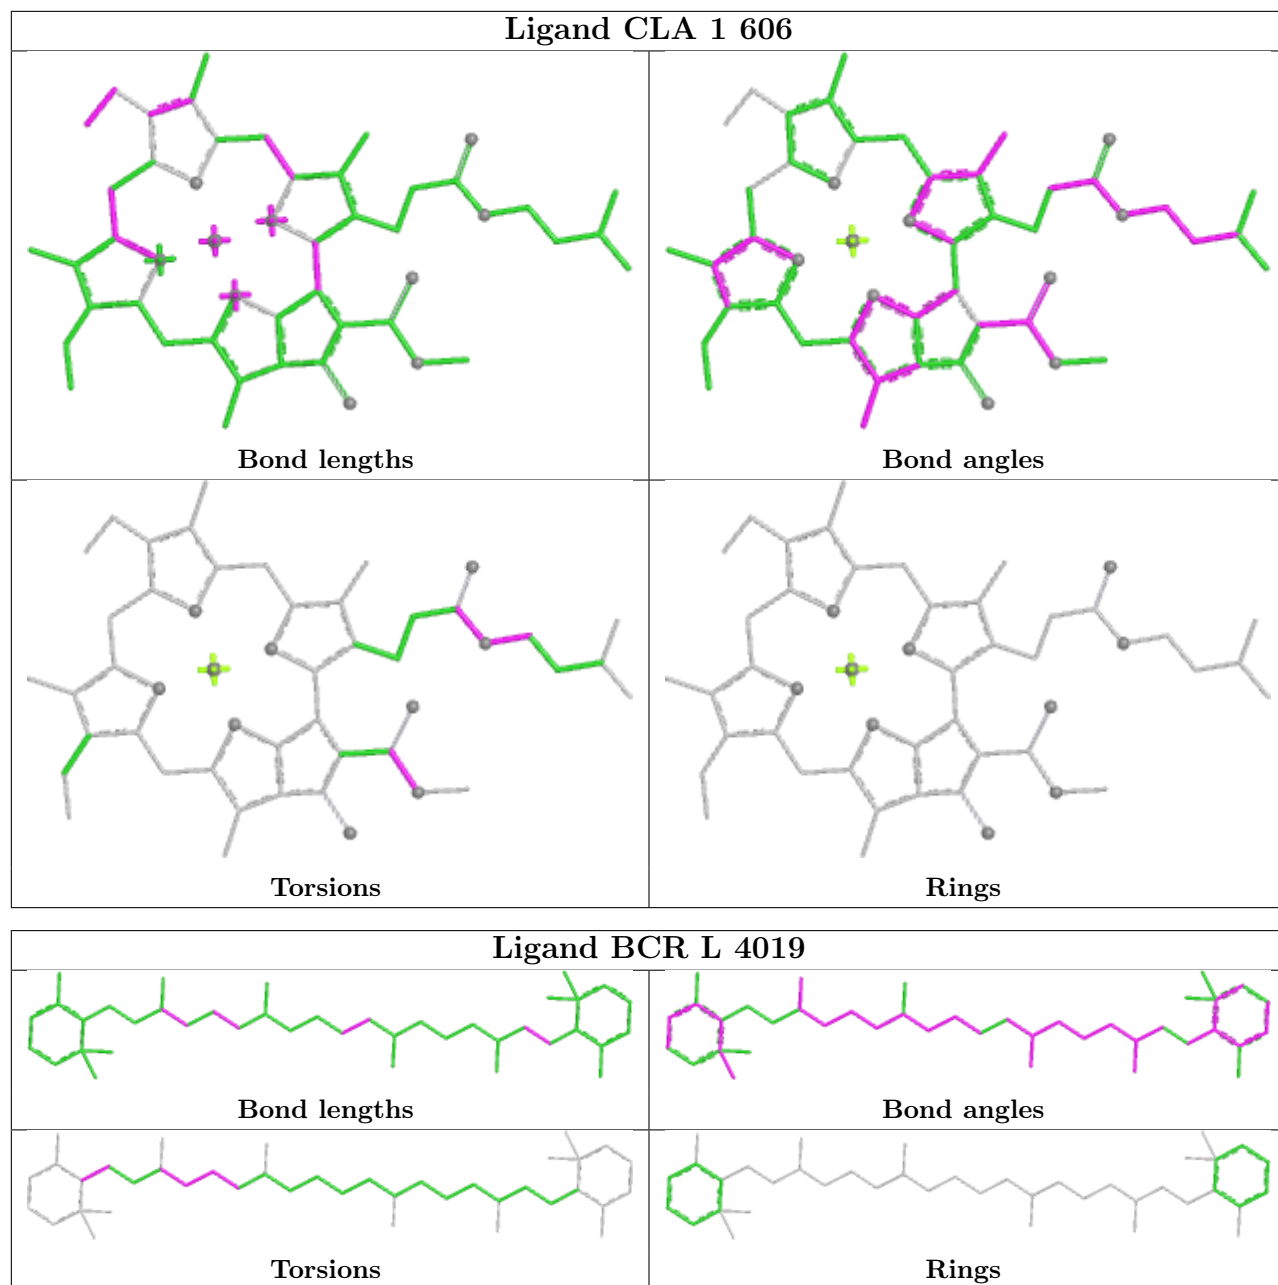 Ligand CLA 1 606
Bond lengths
Bond angles
Torsions
Rings
Ligand BCR L 4019
Bond lengths
Bond angles
Torsions
Rings